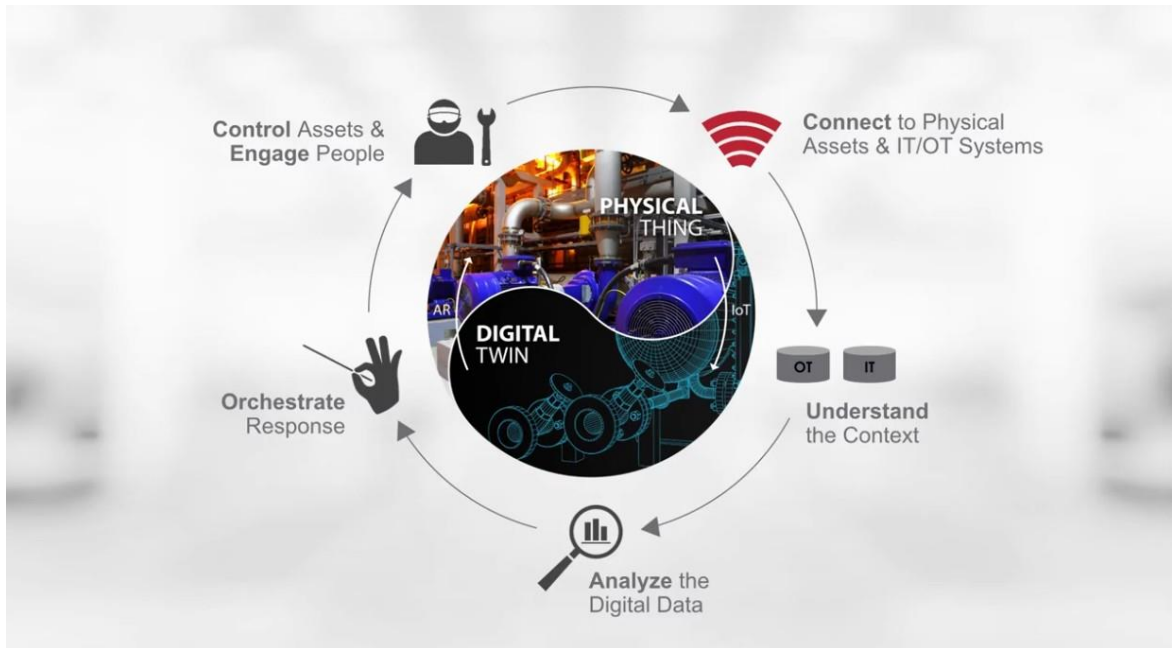 Control Assets &
Engage People
Connect to Physical
Assets & IT/OT Systems
PHYSICAL
THING
AR
IoT
DIGITAL
TWIN
OT
IT
Understand
the Context
Orchestrate
Response
Analyze the
Digital Data